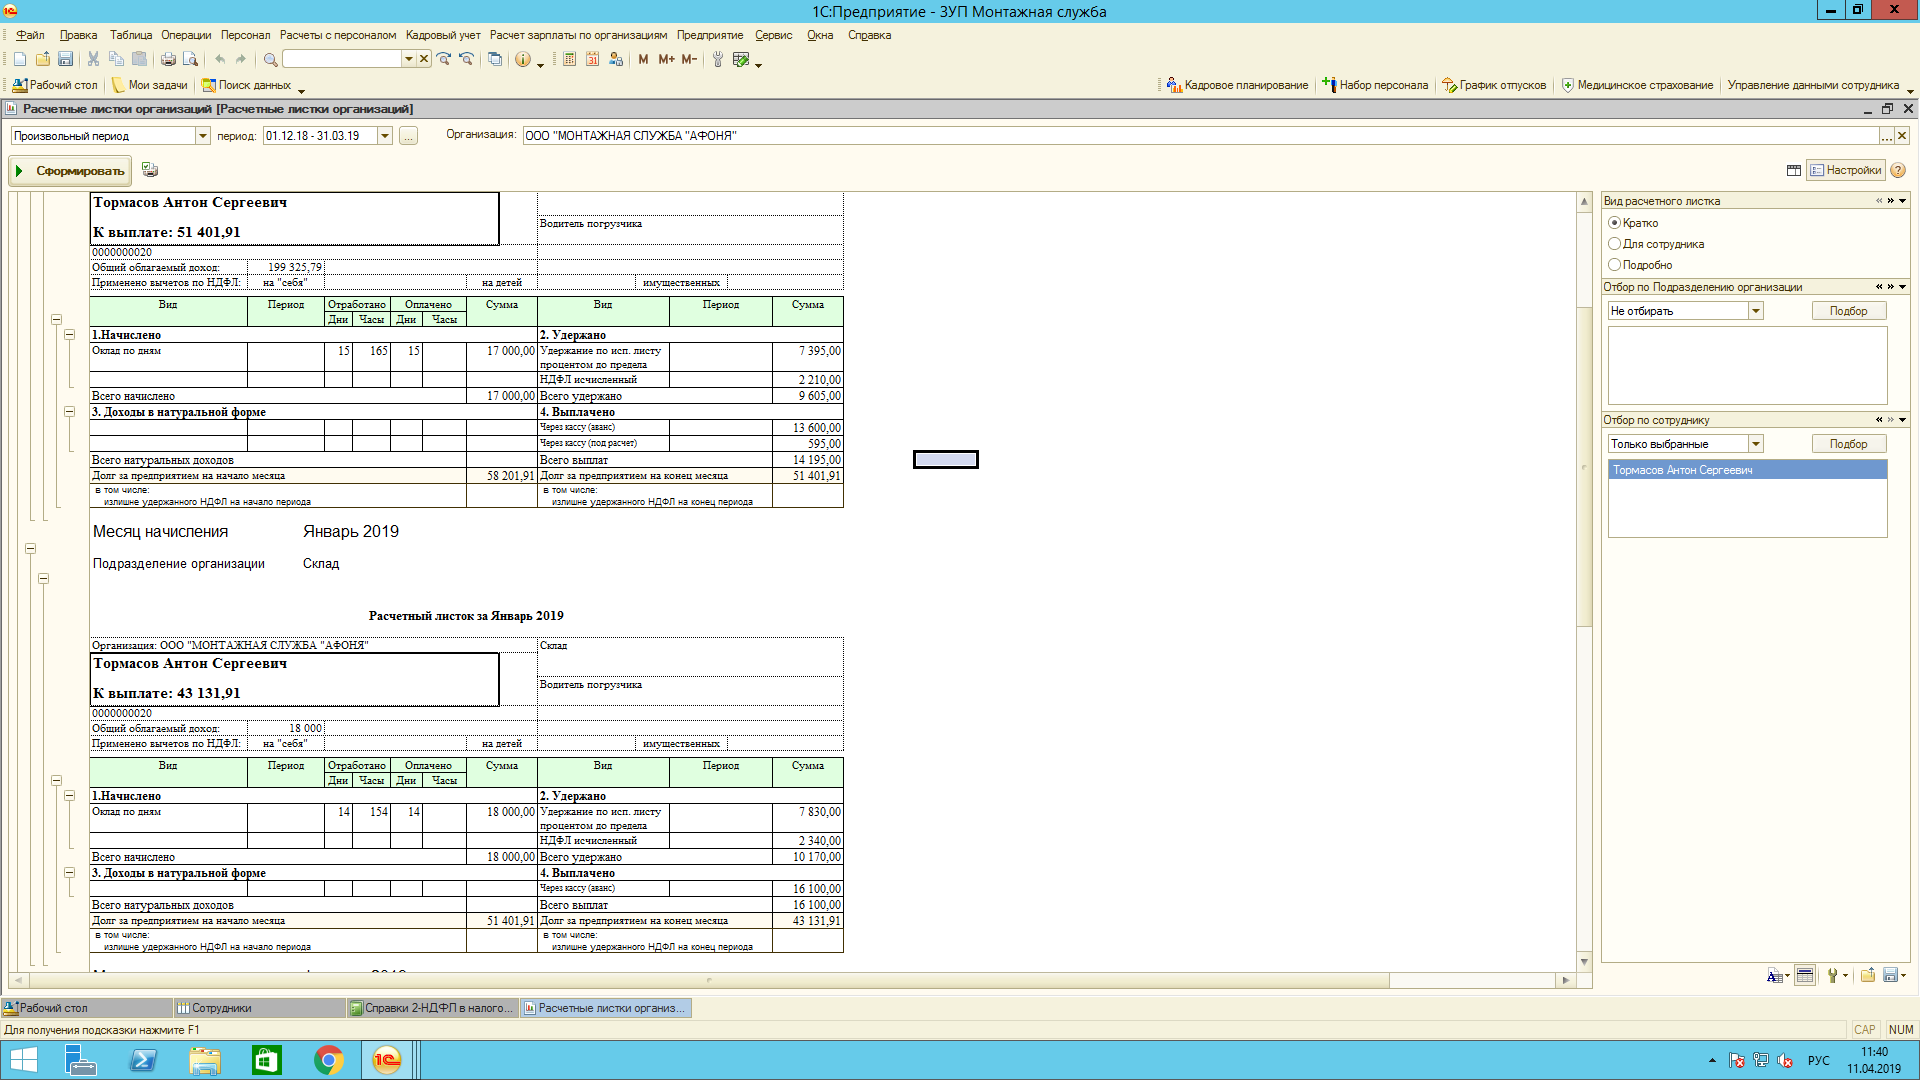 1С:Предприятие - ЗУП Монтажная служба
Файл Правка Таблица Операции Персонал Расчеты с персоналом Кадровый учет Расчет зарплаты по организациям Предприятие Сервис Окна Справка
M M+ M-
Рабочий стол Мои задачи Поиск данных Кадровое планирование Набор персонала График отпусков Медицинское страхование Управление данными сотрудника
Расчетные листки организаций [Расчетные листки организаций]
Произвольный период период: 01.12.18 - 31.03.19 ... Организация: ООО "МОНТАЖНАЯ СЛУЖБА "АФОНЯ" ...
Сформировать Настройки
Тормасов Антон Сергеевич
Водитель погрузчика
К выплате: 51 401,91
0000000020
Общий облагаемый доход: 199 325,79
Применено вычетов по НДФЛ: на "себя" на детей имущественных
Вид Период Отработано Оплачено Сумма Вид Период Сумма
Дни Часы Дни Часы
1.Начислено 2. Удержано
Оклад по дням 15 165 15 17 000,00 Удержание по исп. листу 7 395,00
процентом до предела
НДФЛ исчисленный 2 210,00
Всего начислено 17 000,00 Всего удержано 9 605,00
3. Доходы в натуральной форме 4. Выплачено
Через кассу (аванс) 13 600,00
Через кассу (под расчет) 595,00
Всего натуральных доходов Всего выплат 14 195,00
Долг за предприятием на начало месяца 58 201,91 Долг за предприятием на конец месяца 51 401,91
в том числе: в том числе:
излишне удержанного НДФЛ на начало периода излишне удержанного НДФЛ на конец периода
Месяц начисления Январь 2019
Подразделение организации Склад
Расчетный листок за Январь 2019
Организация: ООО "МОНТАЖНАЯ СЛУЖБА "АФОНЯ" Склад
Тормасов Антон Сергеевич
Водитель погрузчика
К выплате: 43 131,91
0000000020
Общий облагаемый доход: 18 000
Применено вычетов по НДФЛ: на "себя" на детей имущественных
Вид Период Отработано Оплачено Сумма Вид Период Сумма
Дни Часы Дни Часы
1.Начислено 2. Удержано
Оклад по дням 14 154 14 18 000,00 Удержание по исп. листу 7 830,00
процентом до предела
НДФЛ исчисленный 2 340,00
Всего начислено 18 000,00 Всего удержано 10 170,00
3. Доходы в натуральной форме 4. Выплачено
Через кассу (аванс) 16 100,00
Всего натуральных доходов Всего выплат 16 100,00
Долг за предприятием на начало месяца 51 401,91 Долг за предприятием на конец месяца 43 131,91
в том числе: в том числе:
излишне удержанного НДФЛ на начало периода излишне удержанного НДФЛ на конец периода
Вид расчетного листка
Кратко
Для сотрудника
Подробно
Отбор по Подразделению организации
Не отбирать Подбор
Отбор по сотруднику
Только выбранные Подбор
Тормасов Антон Сергеевич
Рабочий стол Сотрудники Справки 2-НДФЛ в налого... Расчетные листки организ...
Для получения подсказки нажмите F1 CAP NUM
РУС 11:40
11.04.2019